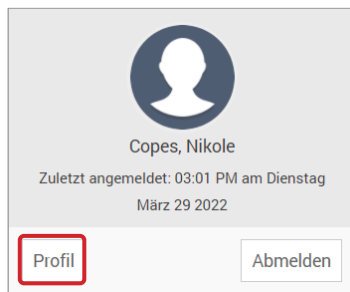 Copes, Nikole
Zuletzt angemeldet: 03:01 PM am Dienstag
März 29 2022
Profil
Abmelden